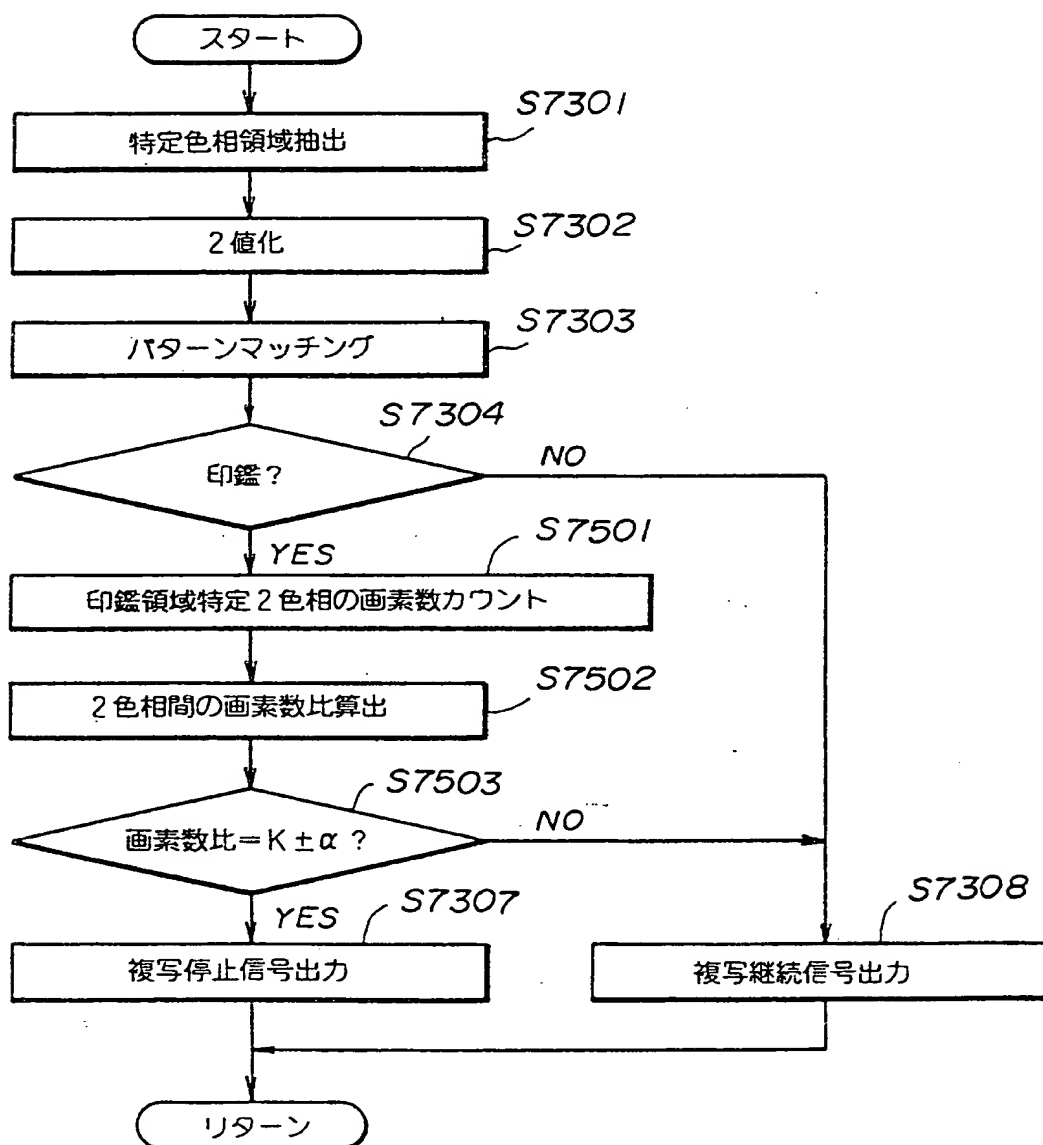 スタート
S7301
特定色相領域抽出
S7302
2値化
S7303
パターンマッチング
S7304
印鑑?
NO
YES
S7501
印鑑領域特定2色相の画素数カウント
S7502
2色相間の画素数比算出
S7503
画素数比=K±α?
NO
YES
S7307
複写停止信号出力
S7308
複写継続信号出力
リターン